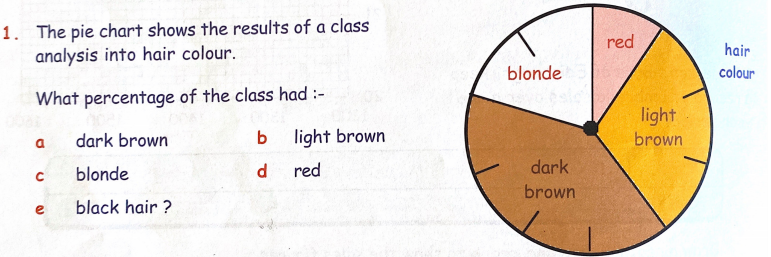 1. The pie chart shows the results of a class
analysis into hair colour.
What percentage of the class had :-
a dark brown b light brown
c blonde d red
e black hair ?
red
hair
colour
blonde
light
brown
dark
brown